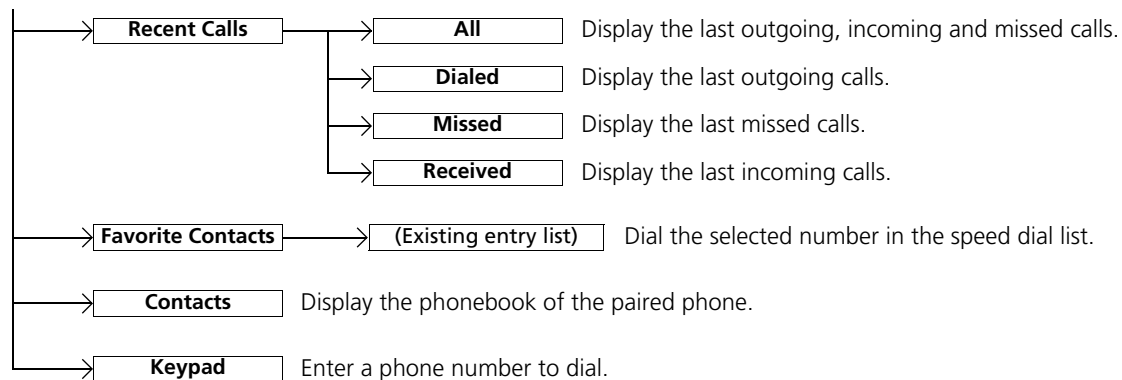 Recent Calls All Display the last outgoing, incoming and missed calls.
Dialed Display the last outgoing calls.
Missed Display the last missed calls.
Received Display the last incoming calls.
Favorite Contacts (Existing entry list) Dial the selected number in the speed dial list.
Contacts Display the phonebook of the paired phone.
Keypad Enter a phone number to dial.